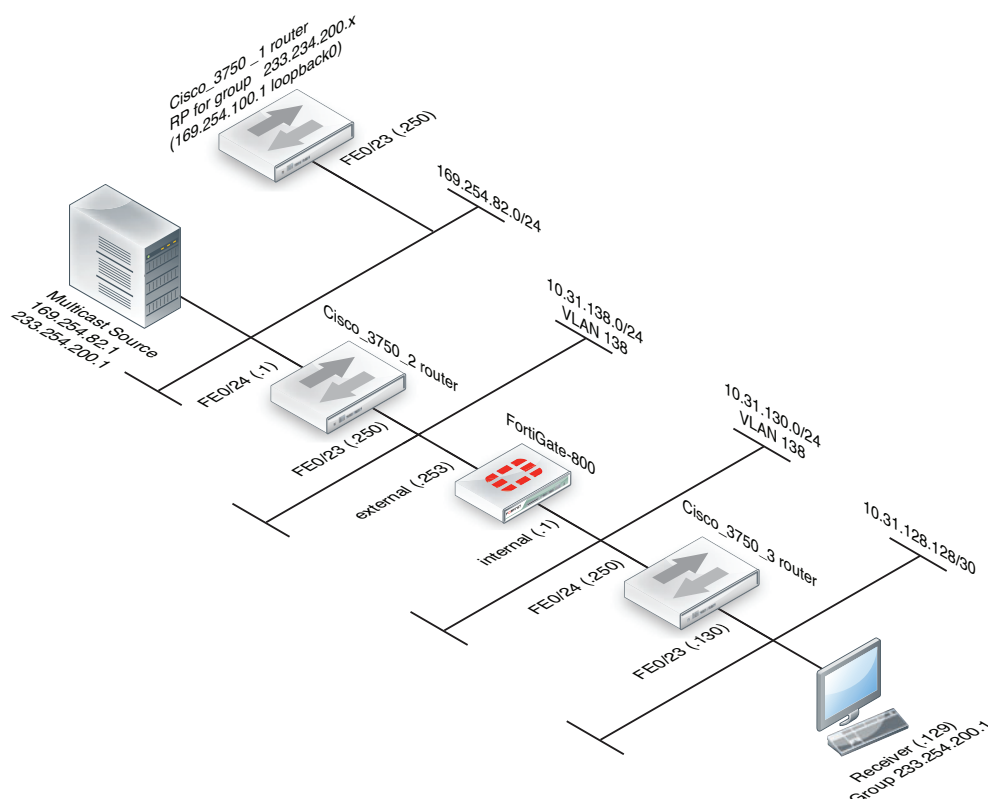 Cisco_3750 _1 router
RP for group 233.234.200.x
(169.254.100.1 loopback0)
FE0/23 (.250)
169.254.82.0/24
Multicast Source
169.254.82.1
233.254.200.1
FE0/24 (.1)
Cisco_3750_2 router
10.31.138.0/24
VLAN 138
FE0/23 (.250)
external (.253)
FortiGate-800
10.31.130.0/24
VLAN 138
internal (.1)
FE0/24 (.250)
Cisco_3750_3 router
10.31.128.128/30
FE0/23 (.130)
Receiver (.129)
Group 233.254.200.1